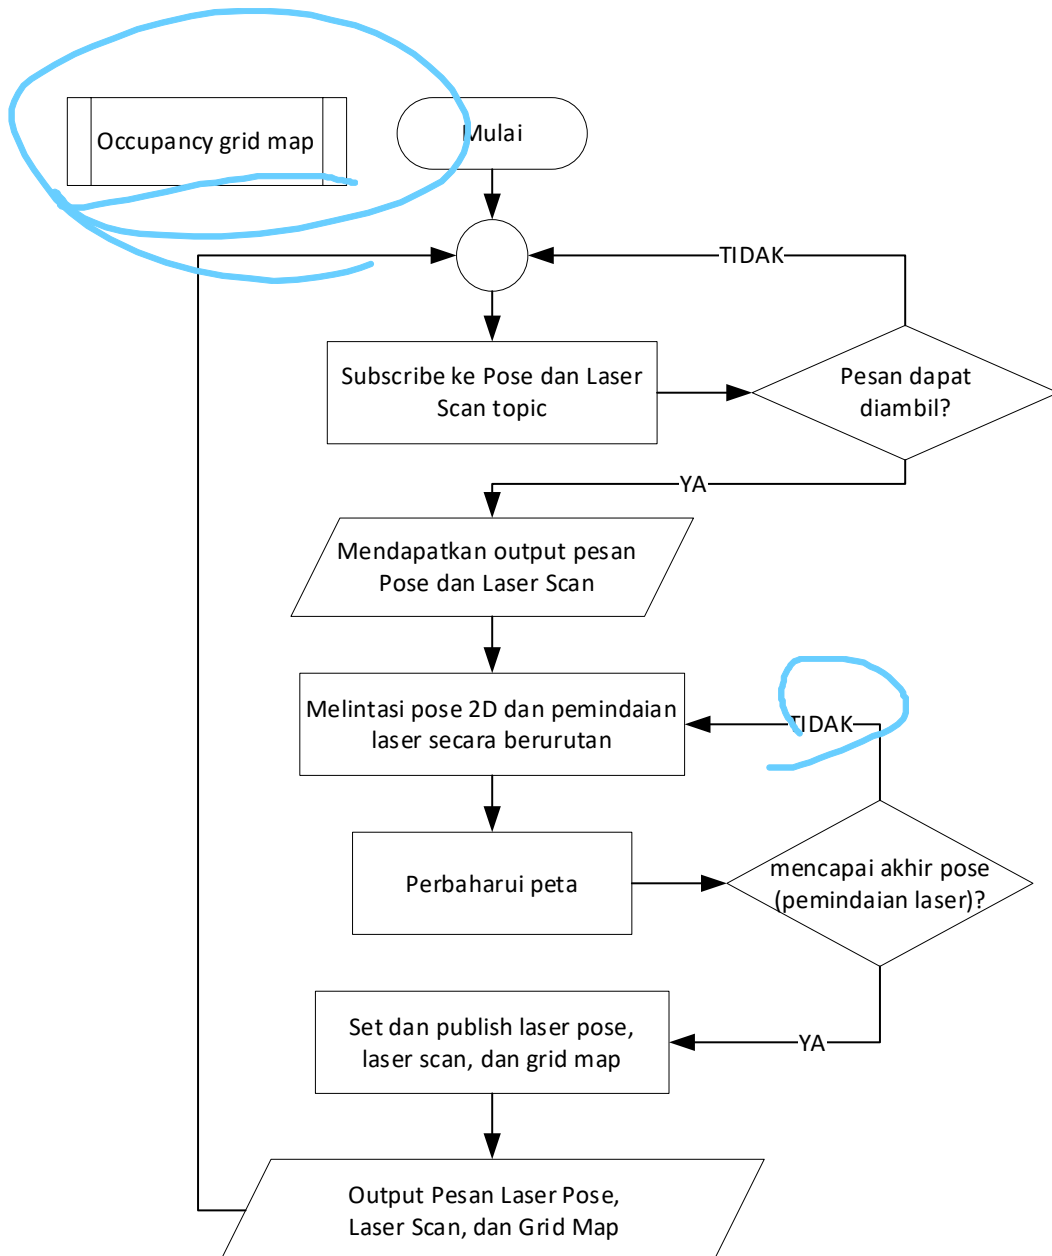 Occupancy grid map
Mulai
TIDAK
Subscribe ke Pose dan Laser
Scan topic
Pesan dapat
diambil?
YA
Mendapatkan output pesan
Pose dan Laser Scan
Melintasi pose 2D dan pemindaian
laser secara berurutan
TIDAK
Perbaharui peta
mencapai akhir pose
(pemindaian laser)?
Set dan publish laser pose,
laser scan, dan grid map
YA
Output Pesan Laser Pose,
Laser Scan, dan Grid Map